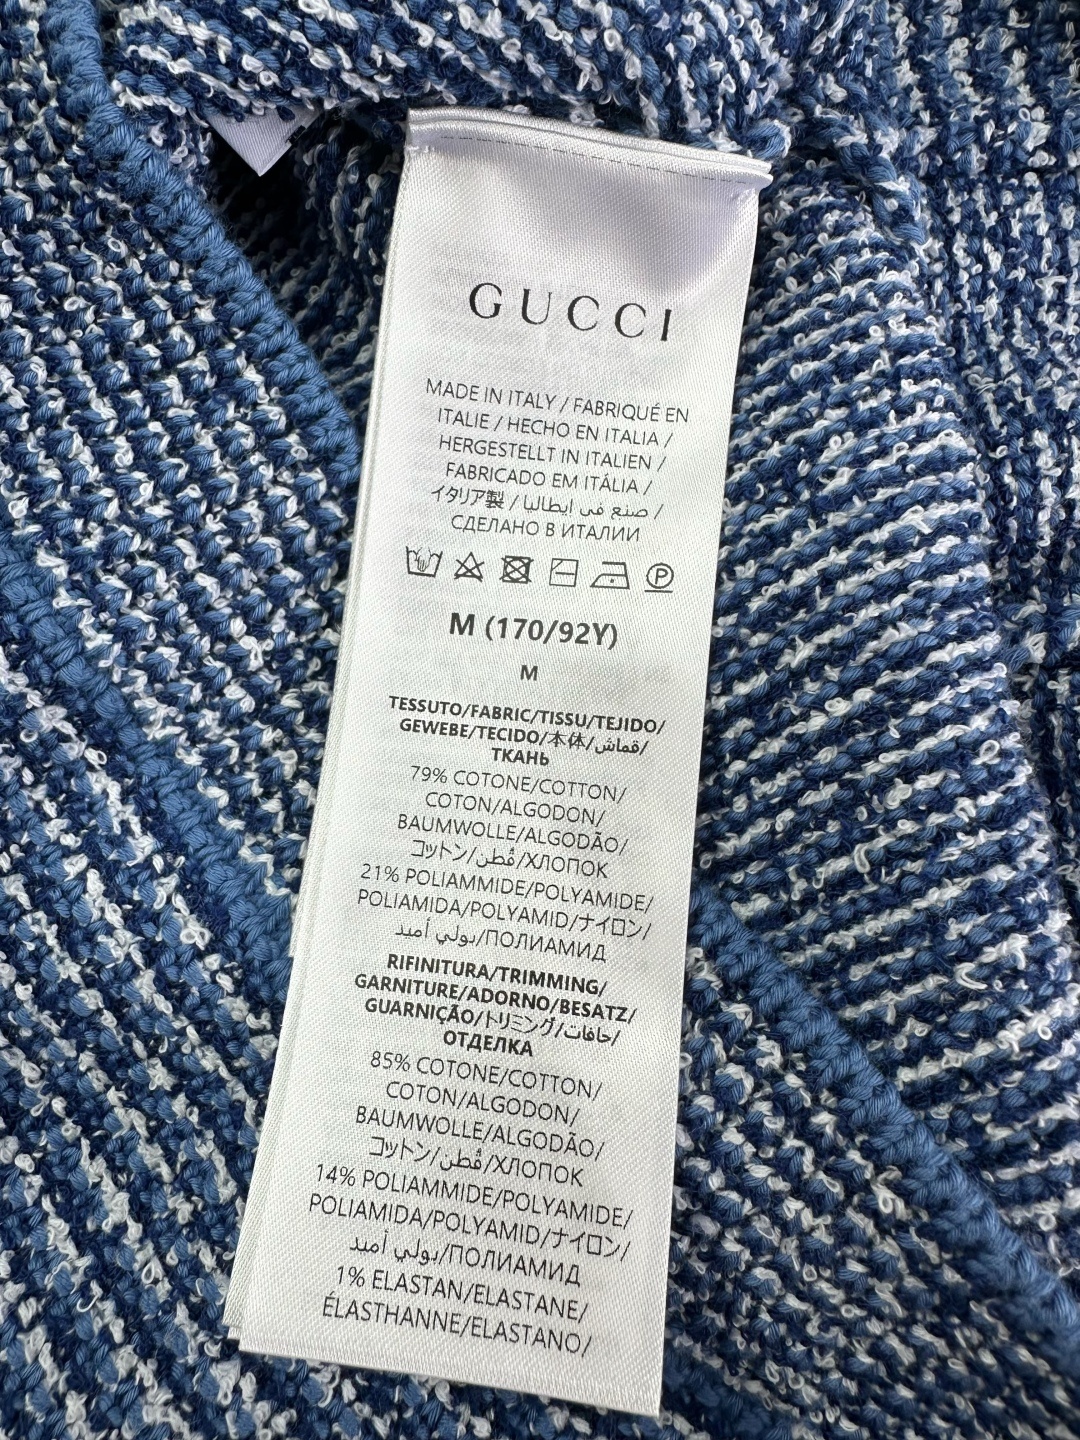 GUCCI
MADE IN ITALY / FABRIQUÉ EN
ITALIE / HECHO EN ITALIA /
HERGESTELLT IN ITALIEN /
FABRICADO EM ITÁLIA /
イタリア製 / صنع في إيطاليا /
СДЕЛАНО В ИТАЛИИ
P
M (170/92Y)
M
TESSUTO/FABRIC/TISSU/TEJIDO/
GEWEBE/TECIDO/本体/قماش/
ТКАНЬ
79% COTONE/COTTON/
COTON/ALGODON/
BAUMWOLLE/ALGODÃO/
コットン/قُطن/ХЛОПОК
21% POLIAMMIDE/POLYAMIDE/
POLIAMIDA/POLYAMID/ナイロン/
بولي أميد/ПОЛИАМИД
RIFINITURA/TRIMMING/
GARNITURE/ADORNO/BESATZ/
GUARNIÇÃO/トリミング/حافات/
ОТДЕЛКА
85% COTONE/COTTON/
COTON/ALGODON/
BAUMWOLLE/ALGODÃO/
コットン/قُطن/ХЛОПОК
14% POLIAMMIDE/POLYAMIDE/
POLIAMIDA/POLYAMID/ナイロン/
بولي أميد/ПОЛИАМИД
1% ELASTAN/ELASTANE/
ÉLASTHANNE/ELASTANO/